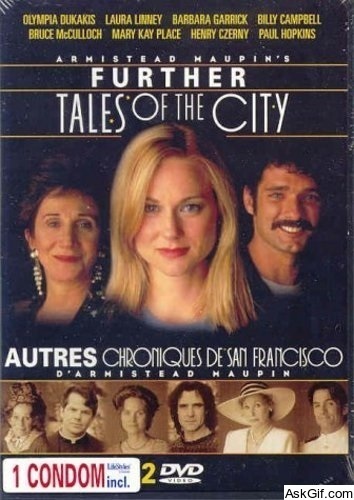 OLYMPIA DUKAKIS LAURA LINNEY BARBARA GARRICK BILLY CAMPBELL
BRUCE McCULLOCH MARY KAY PLACE HENRY CZERNY PAUL HOPKINS
ARMISTEAD MAUPIN'S
FURTHER
TALES OF THE CITY
AUTRES CHRONIQUES DE SAN FRANCISCO
D'ARMISTEAD MAUPIN
1 CONDOM
incl.
2 DVD
VIDEO
AskGif.com